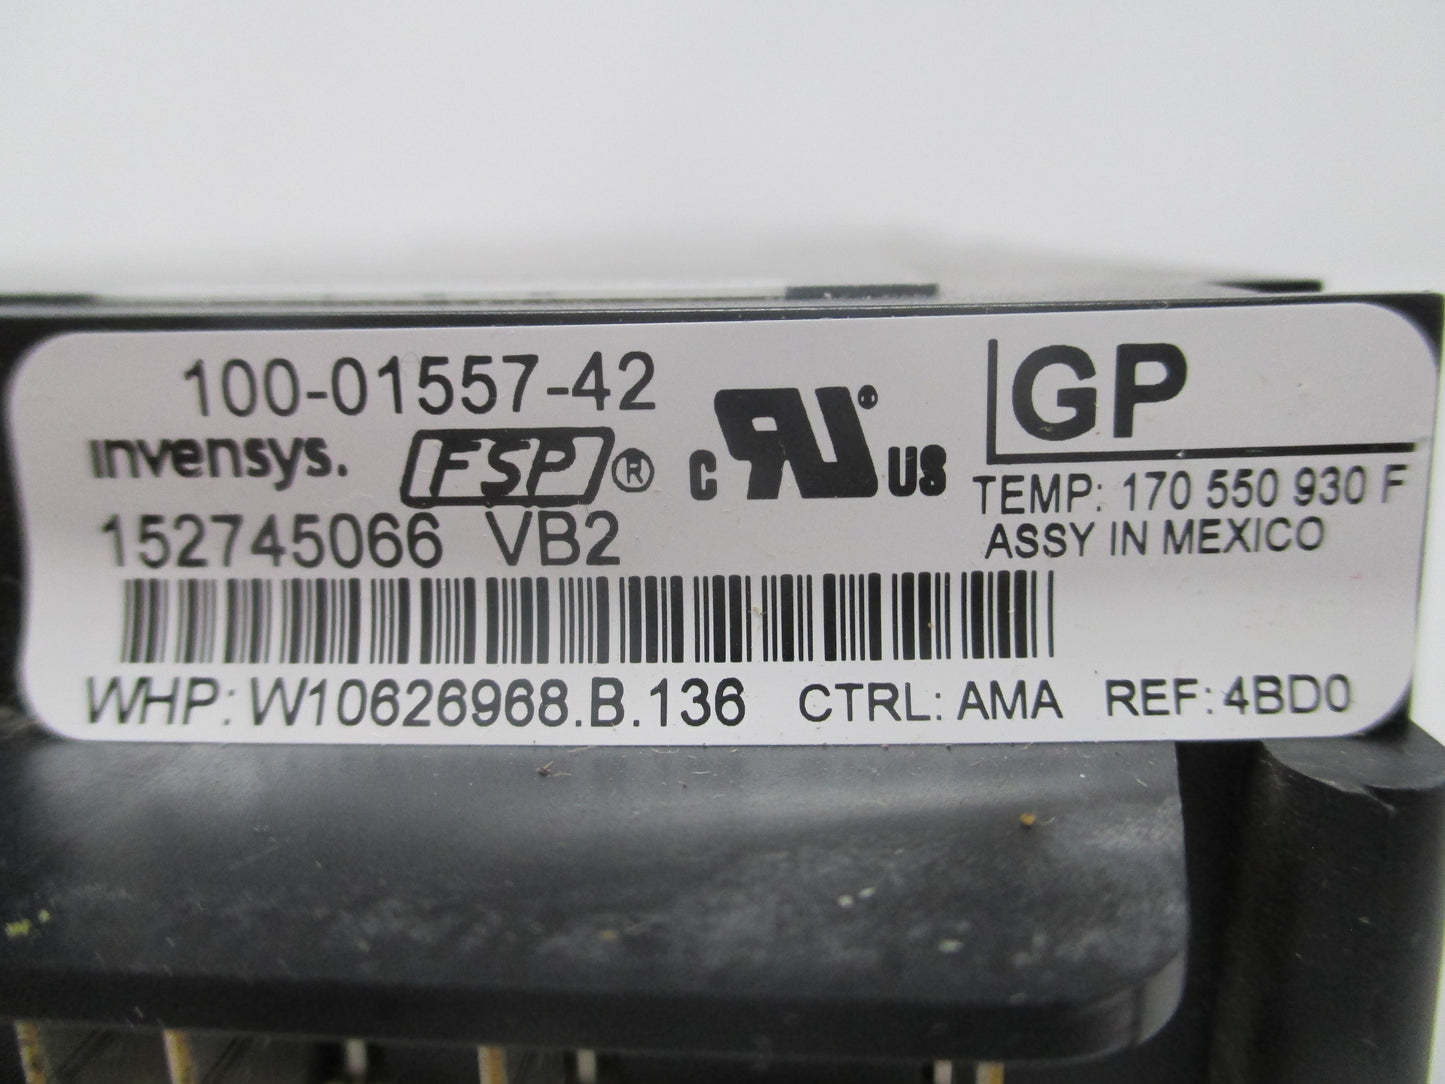 100-01557-42
invensys. FSP®
c RU® US
GP
152745066 VB2
TEMP: 170 550 930 F
ASSY IN MEXICO
WHP: W10626968.B.136 CTRL: AMA REF: 4BD0